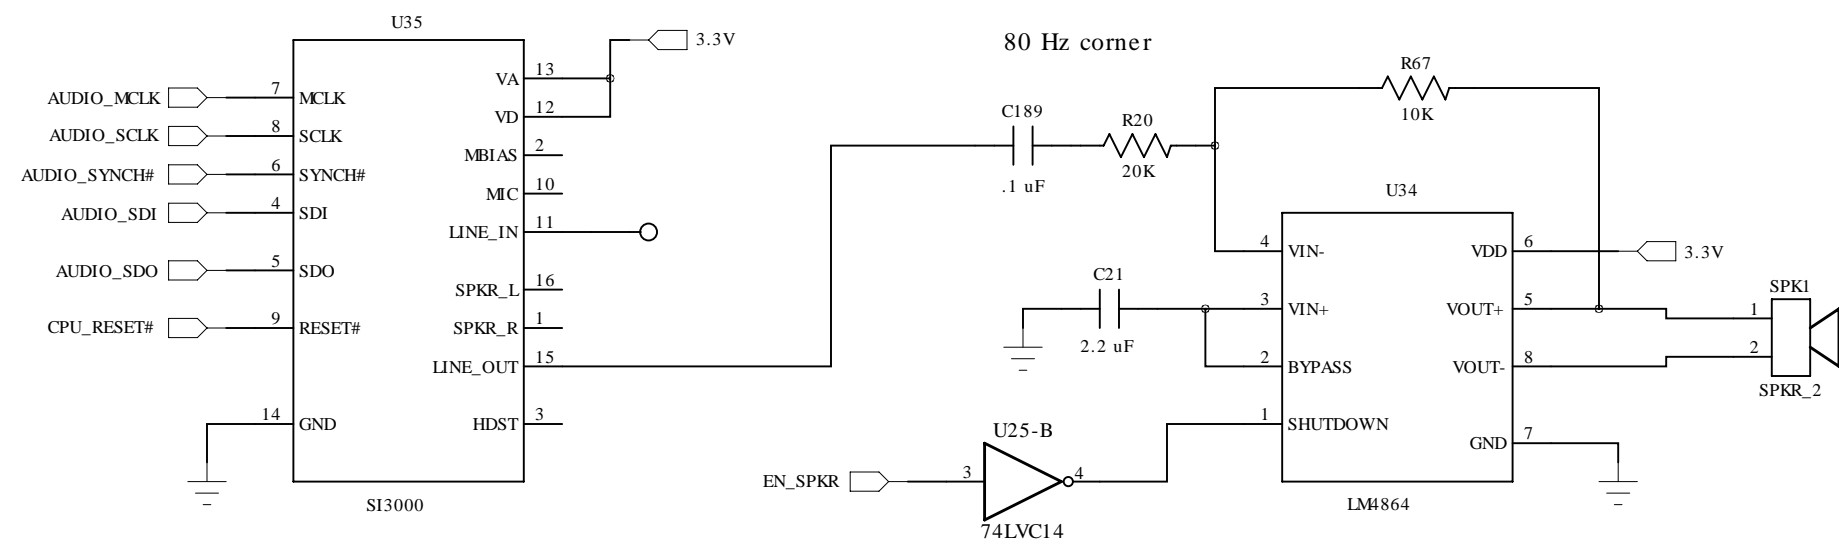 U35
3.3V
80 Hz corner
R67
10K
AUDIO_MCLK
7
MCLK
VA
13
AUDIO_SCLK
8
SCLK
VD
12
C189
.1 uF
R20
20K
AUDIO_SYNCH#
6
SYNCH#
MBIAS
2
AUDIO_SDI
4
SDI
MIC
10
LINE_IN
11
AUDIO_SDO
5
SDO
SPKR_L
16
CPU_RESET#
9
RESET#
SPKR_R
1
LINE_OUT
15
14
GND
HDST
3
SI3000
U34
4
VIN-
VDD
6
3.3V
C21
2.2 uF
3
VIN+
VOUT+
5
2
BYPASS
VOUT-
8
1
SHUTDOWN
GND
7
LM4864
SPK1
1
2
SPKR_2
U25-B
EN_SPKR
3
4
74LVC14